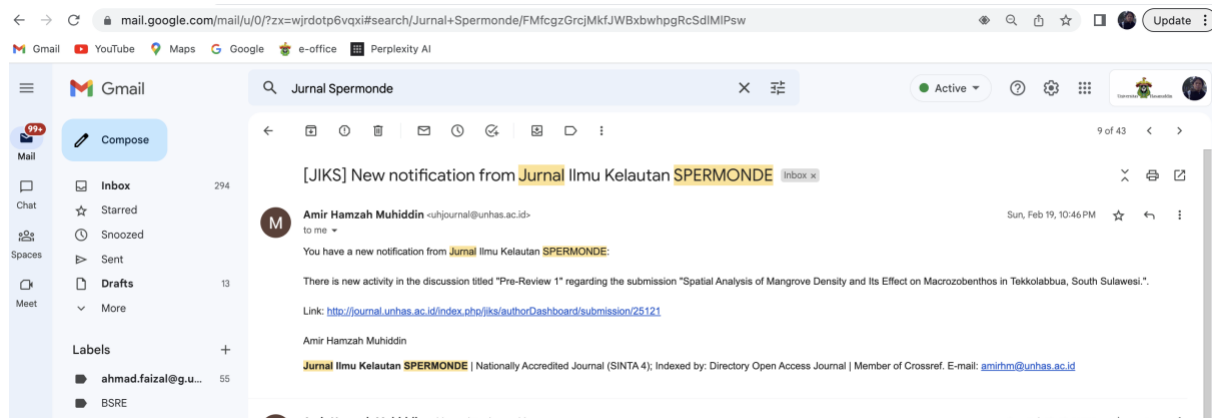 mail.google.com/mail/u/0/?zx=wjrdotp6vqxi#search/Jurnal+Spermonde/FMfcgzGrcjMkfJWBxbwhpgRcSdlMlPsw
Update
Gmail YouTube Maps Google e-office Perplexity AI
Gmail
Jurnal Spermonde
Active
99+
Mail
Chat
Spaces
Meet
Compose
Inbox 294
Starred
Snoozed
Sent
Drafts 13
More
Labels
ahmad.faizal@g.u... 55
BSRE
9 of 43
[JIKS] New notification from Jurnal Ilmu Kelautan SPERMONDE Inbox x
M
Amir Hamzah Muhiddin <uhjournal@unhas.ac.id> Sun, Feb 19, 10:46 PM
to me
You have a new notification from Jurnal Ilmu Kelautan SPERMONDE:
There is new activity in the discussion titled "Pre-Review 1" regarding the submission "Spatial Analysis of Mangrove Density and Its Effect on Macrozobenthos in Tekkolabbua, South Sulawesi.".
Link: http://journal.unhas.ac.id/index.php/jiks/authorDashboard/submission/25121
Amir Hamzah Muhiddin
Jurnal Ilmu Kelautan SPERMONDE | Nationally Accredited Journal (SINTA 4); Indexed by: Directory Open Access Journal | Member of Crossref. E-mail: amirhm@unhas.ac.id